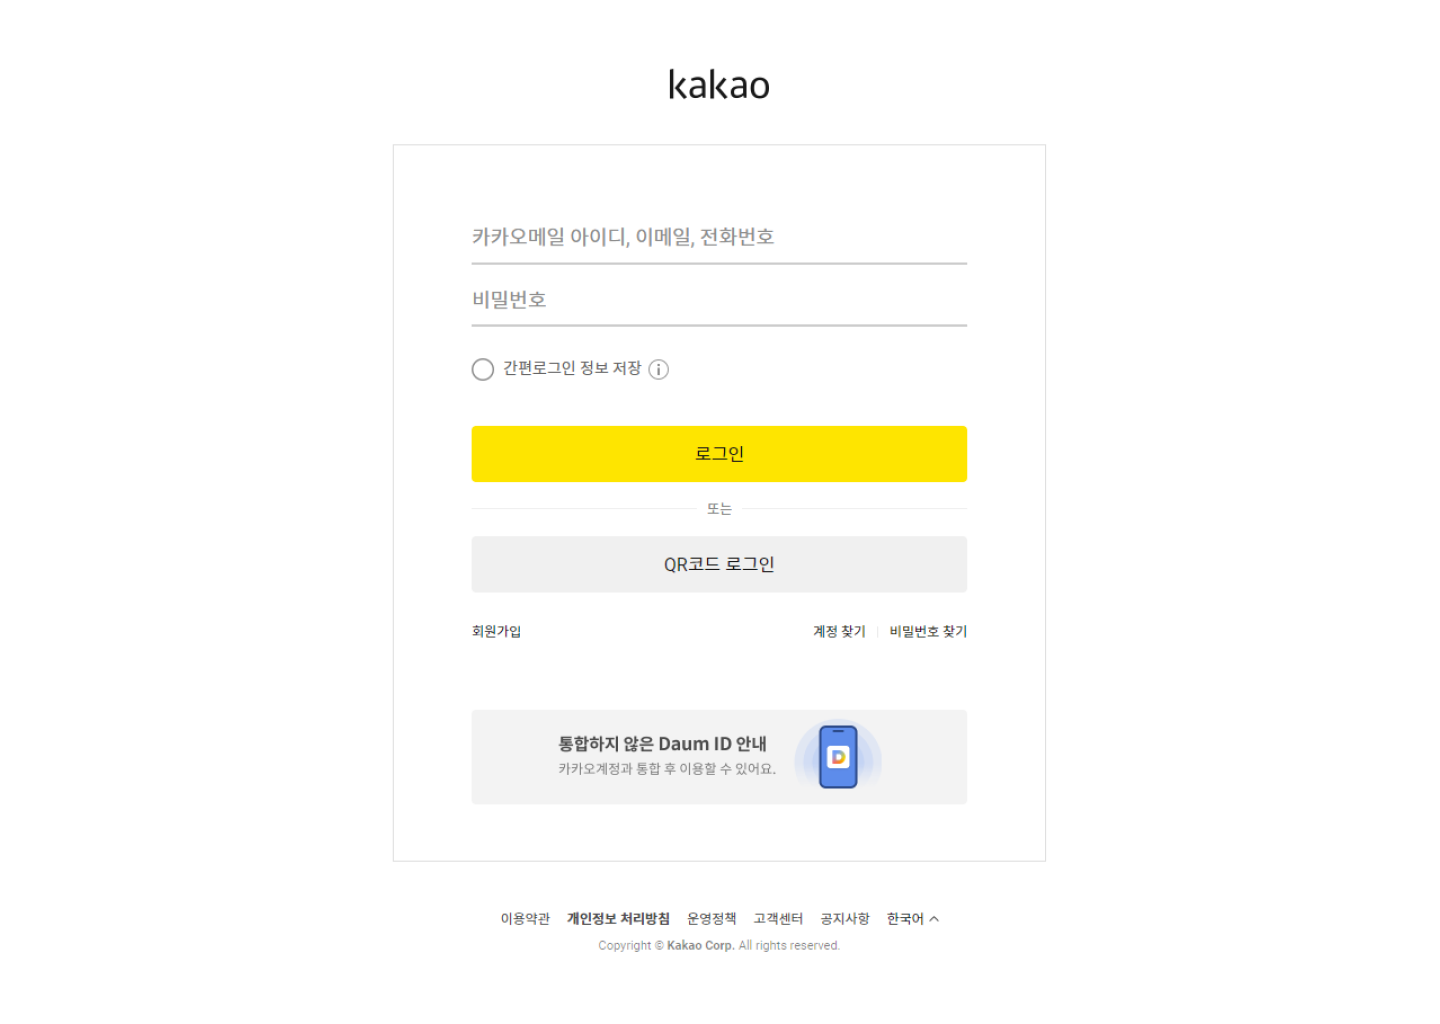 kakao
카카오메일 아이디, 이메일, 전화번호
비밀번호
간편로그인 정보 저장
로그인
또는
QR코드 로그인
회원가입 계정 찾기 비밀번호 찾기
통합하지 않은 Daum ID 안내
카카오계정과 통합 후 이용할 수 있어요.
이용약관 개인정보 처리방침 운영정책 고객센터 공지사항 한국어
Copyright © Kakao Corp. All rights reserved.